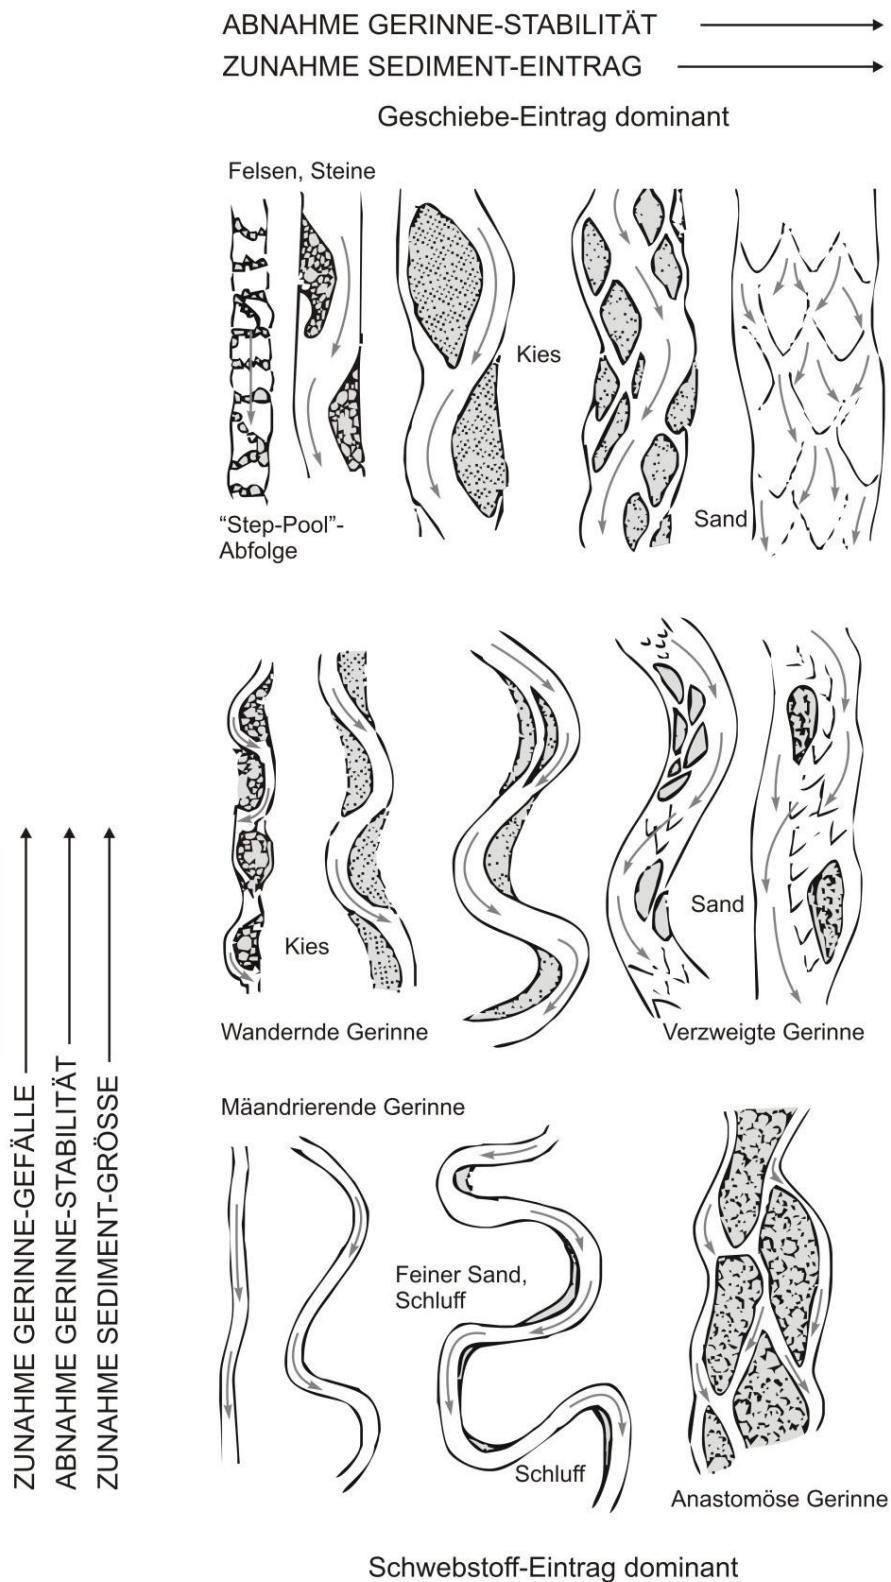 ABNAHME GERINNE-STABILITÄT
ZUNAHME SEDIMENT-EINTRAG
Geschiebe-Eintrag dominant
Felsen, Steine
Kies
Sand
“Step-Pool”-
Abfolge
Kies
Sand
Wandernde Gerinne
Verzweigte Gerinne
ZUNAHME GERINNE-GEFÄLLE
ABNAHME GERINNE-STABILITÄT
ZUNAHME SEDIMENT-GRÖSSE
Mäandrierende Gerinne
Feiner Sand,
Schluff
Schluff
Anastomöse Gerinne
Schwebstoff-Eintrag dominant